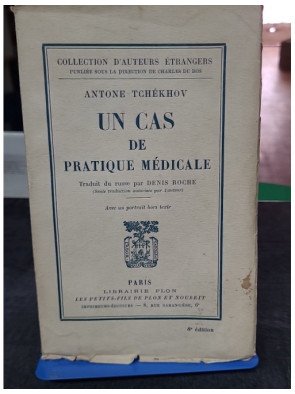 COLLECTION D'AUTEURS ÉTRANGERS
PUBLIÉE SOUS LA DIRECTION DE CHARLES DU BOS
ANTONE TCHÉKHOV
UN CAS
DE
PRATIQUE MÉDICALE
Traduit du russe par DENIS ROCHE
(Seule traduction autorisée par l'auteur)
Avec un portrait hors texte
PARIS
LIBRAIRIE PLON
LES PETITS-FILS DE PLON ET NOURRIT
IMPRIMEURS-ÉDITEURS — 8, RUE GARANCIÈRE, 6e
6e édition